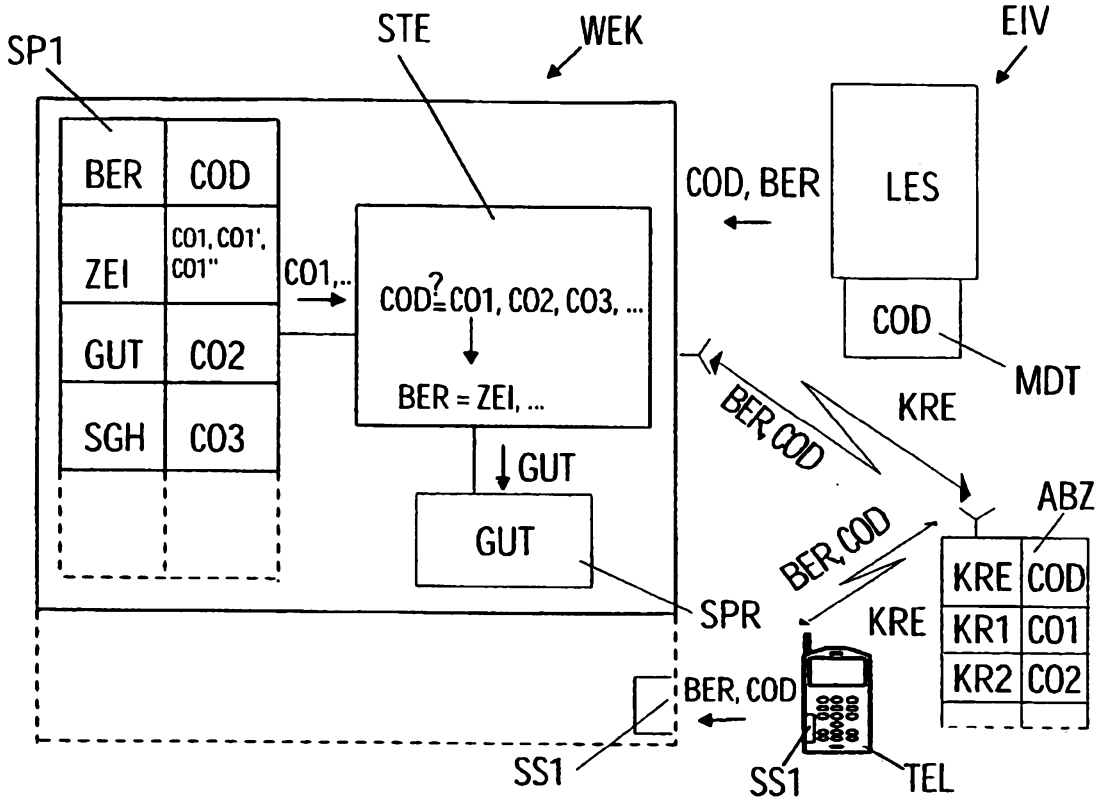 SP1
STE
WEK
EIV
BER COD
ZEI CO1, CO1', CO1''
GUT CO2
SGH CO3
CO1,..
COD ?= CO1, CO2, CO3, ...
BER = ZEI, ...
GUT
GUT
SPR
COD, BER
LES
COD
MDT
BER, COD
KRE
BER, COD
KRE
ABZ
KRE COD
KR1 CO1
KR2 CO2
BER, COD
SS1
SS1
TEL